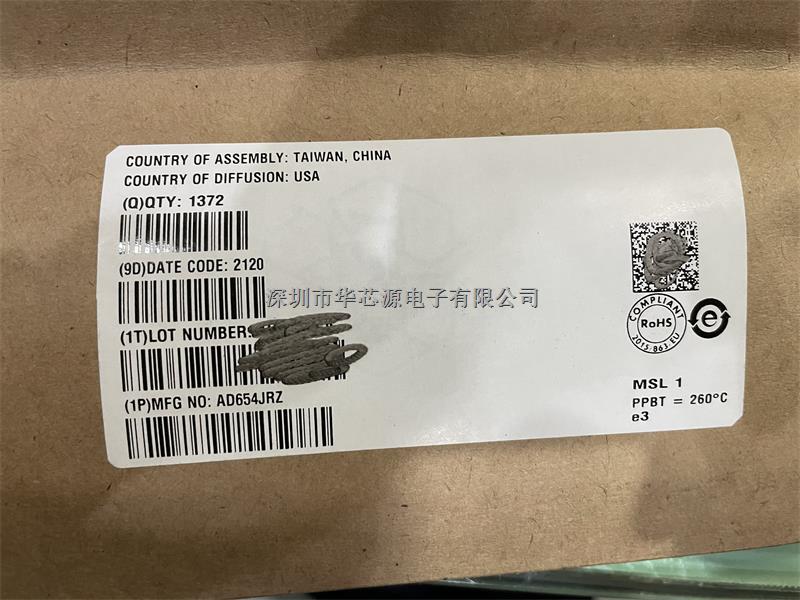 COUNTRY OF ASSEMBLY: TAIWAN, CHINA
COUNTRY OF DIFFUSION: USA
(Q)QTY: 1372
(9D)DATE CODE: 2120
深圳市华芯源电子有限公司
(1T)LOT NUMBER
(1P)MFG NO: AD654JRZ
COMPLIANT
RoHS
2015/863/EU
e
MSL 1
PPBT = 260°C
e3